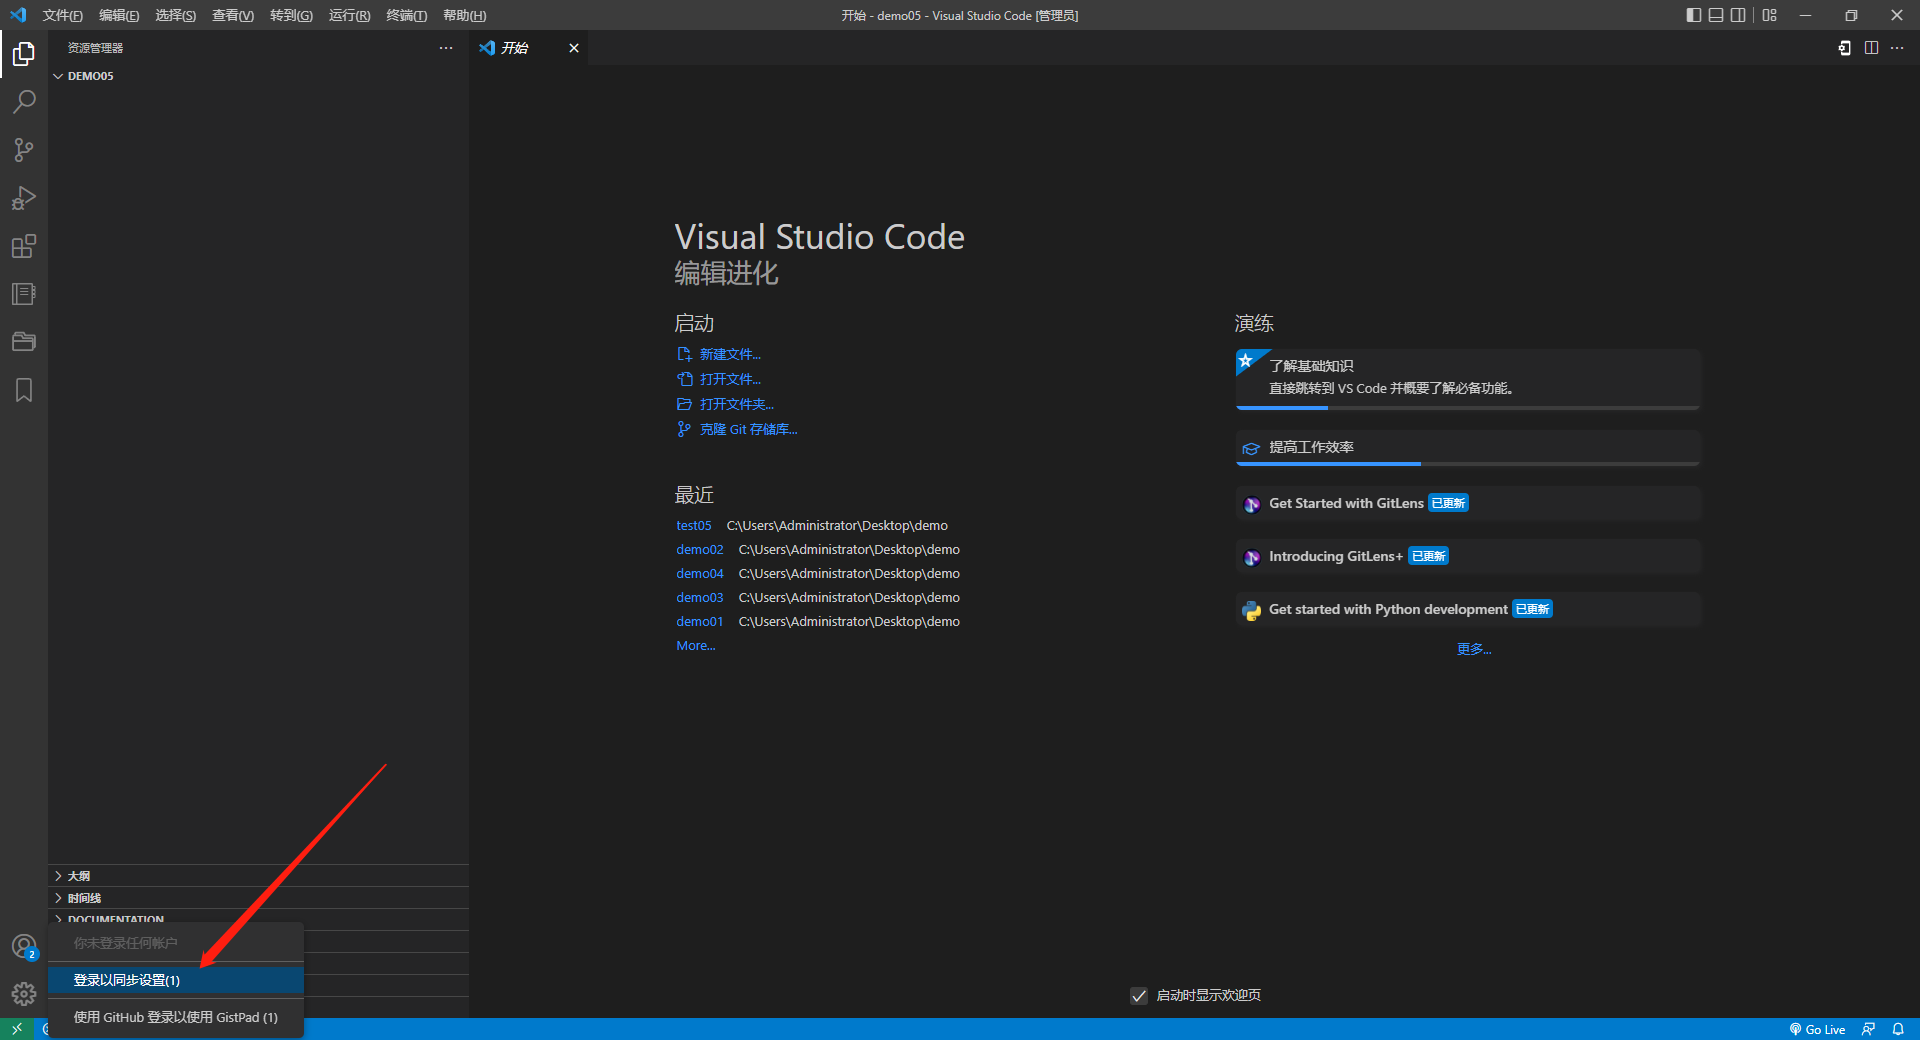 文件(F) 编辑(E) 选择(S) 查看(V) 转到(G) 运行(R) 终端(T) 帮助(H)
开始 - demo05 - Visual Studio Code [管理员]
资源管理器
开始
DEMO05
Visual Studio Code
编辑进化
启动
新建文件...
打开文件...
打开文件夹...
克隆 Git 存储库...
最近
test05 C:\Users\Administrator\Desktop\demo
demo02 C:\Users\Administrator\Desktop\demo
demo04 C:\Users\Administrator\Desktop\demo
demo03 C:\Users\Administrator\Desktop\demo
demo01 C:\Users\Administrator\Desktop\demo
More...
演练
了解基础知识
直接跳转到 VS Code 并概要了解必备功能。
提高工作效率
Get Started with GitLens 已更新
Introducing GitLens+ 已更新
Get started with Python development 已更新
更多...
大纲
时间线
DOCUMENTATION
2
你未登录任何帐户
登录以同步设置(1)
使用 GitHub 登录以使用 GistPad (1)
启动时显示欢迎页
Go Live